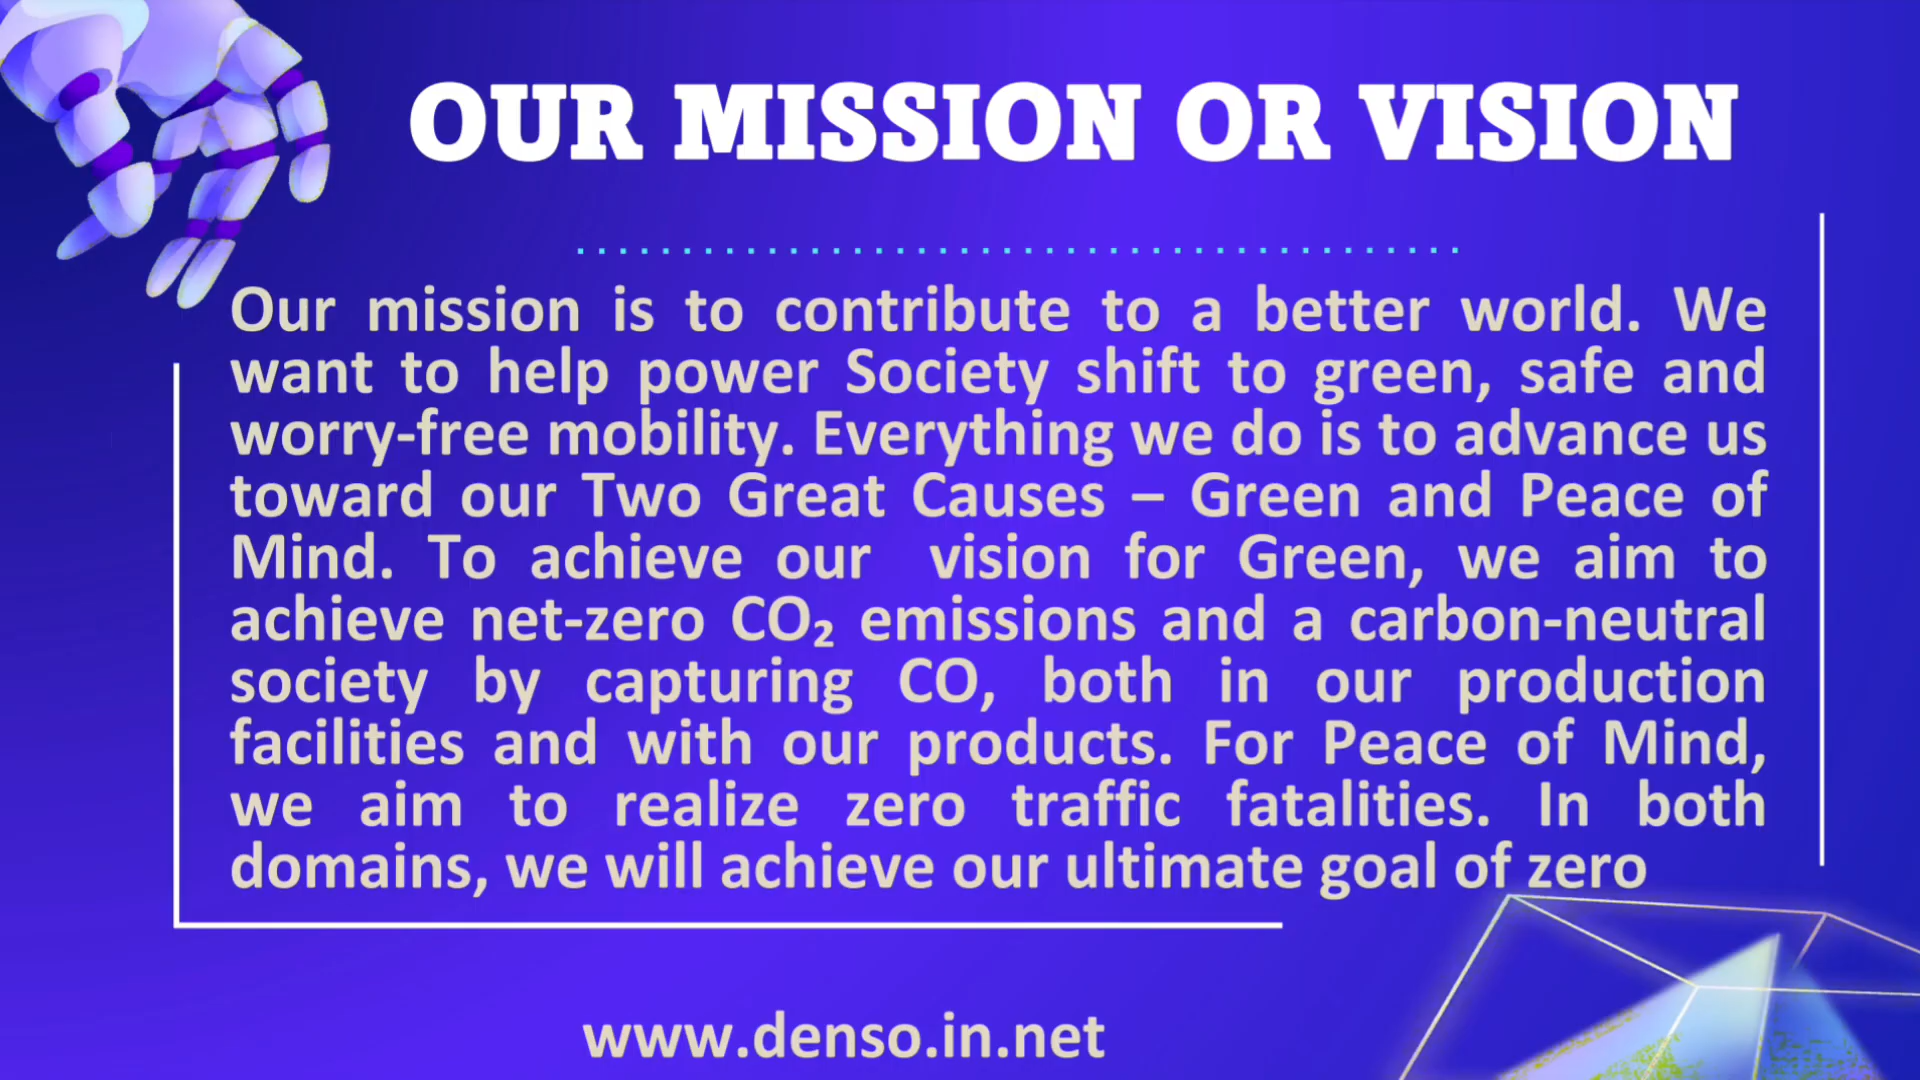 OUR MISSION OR VISION
Our mission is to contribute to a better world. We
want to help power Society shift to green, safe and
worry-free mobility. Everything we do is to advance us
toward our Two Great Causes – Green and Peace of
Mind. To achieve our vision for Green, we aim to
achieve net-zero CO₂ emissions and a carbon-neutral
society by capturing CO, both in our production
facilities and with our products. For Peace of Mind,
we aim to realize zero traffic fatalities. In both
domains, we will achieve our ultimate goal of zero
www.denso.in.net